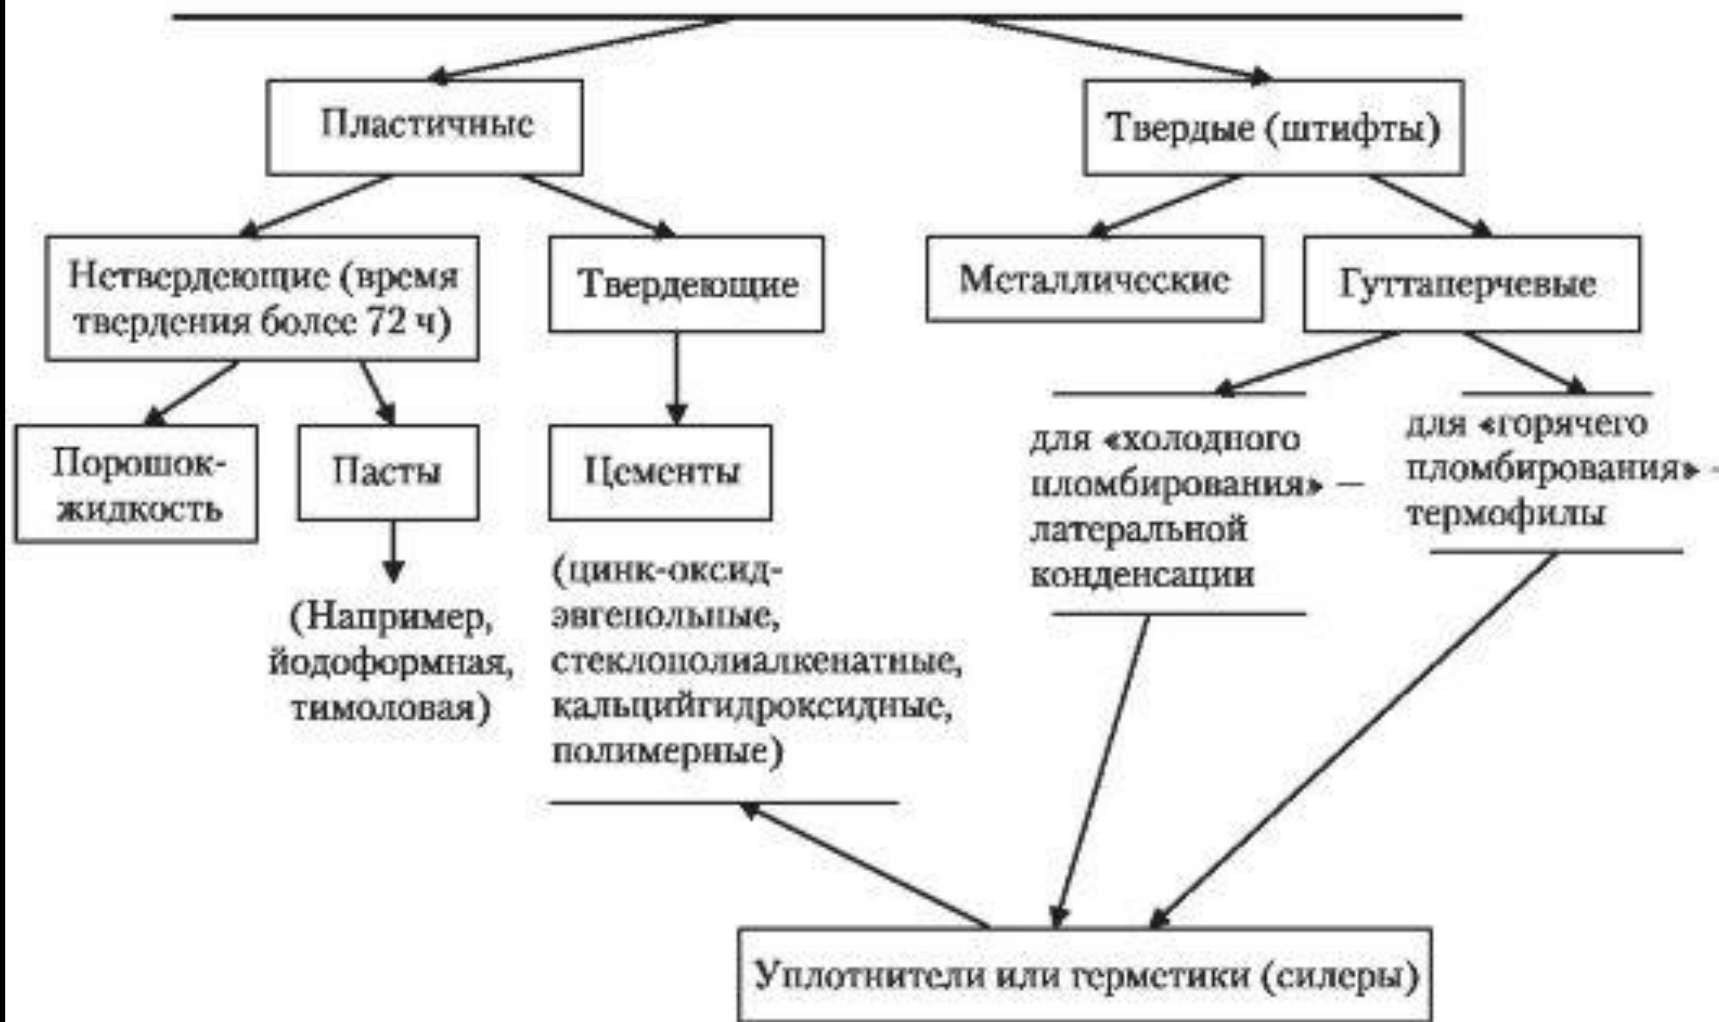 Пластичные
Твердые (штифты)
Нетвердеющие (время
твердения более 72 ч)
Твердеющие
Металлические
Гуттаперчевые
Порошок-
жидкость
Пасты
Цементы
для «холодного
пломбирования» –
латеральной
конденсации
для «горячего
пломбирования» -
термофилы
(Например,
йодоформная,
тимоловая)
(цинк-оксид-
эвгенольные,
стеклополиалкенатные,
кальцийгидроксидные,
полимерные)
Уплотнители или герметики (силеры)